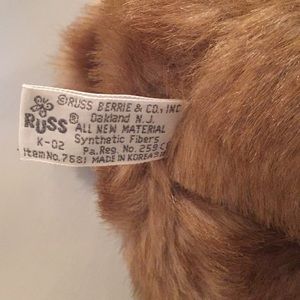 ©RUSS BERRIE & CO., INC
Oakland N.J.
RUSS® ALL NEW MATERIAL
K-02 Synthetic Fibers
Pa. Reg. No. 259
Item No. 7681 MADE IN KOREA